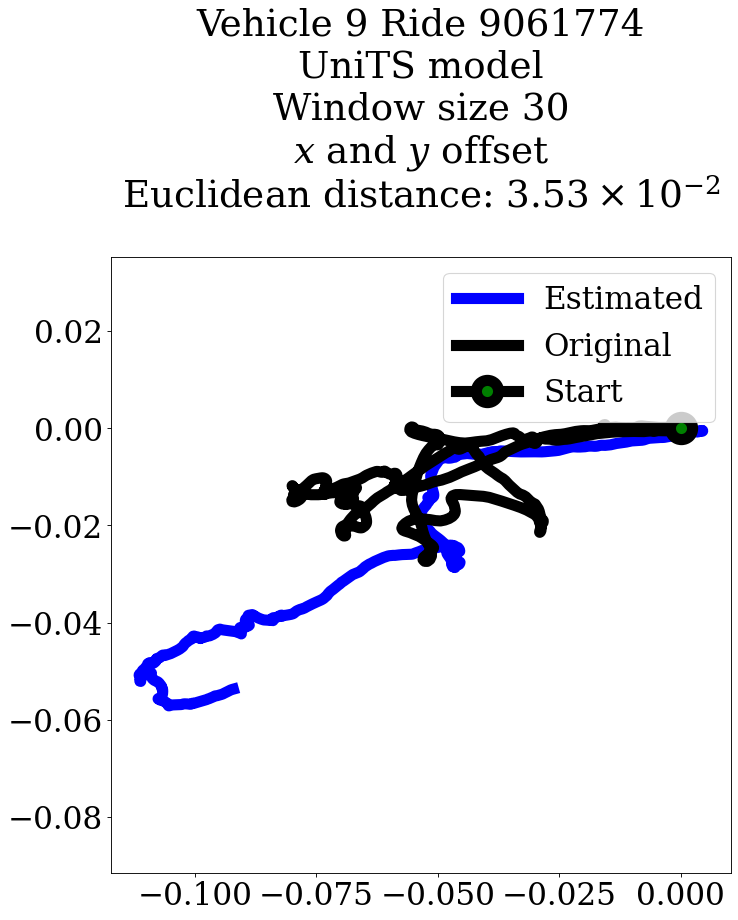 Vehicle 9 Ride 9061774
UniTS model
Window size 30
x and y offset
Euclidean distance: 3.53 × 10⁻²
Estimated
Original
Start
0.02
0.00
−0.02
−0.04
−0.06
−0.08
−0.100 −0.075 −0.050 −0.025 0.000